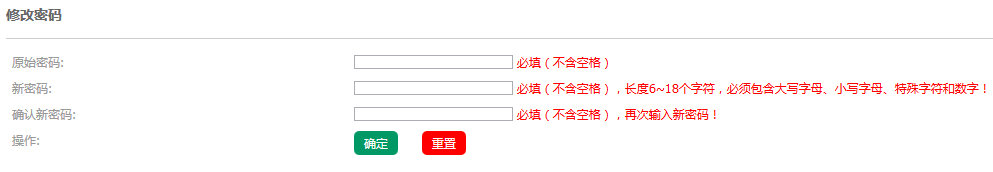 修改密码
原始密码: 必填（不含空格）
新密码: 必填（不含空格），长度6~18个字符，必须包含大写字母、小写字母、特殊字符和数字！
确认新密码: 必填（不含空格），再次输入新密码！
操作: 确定 重置